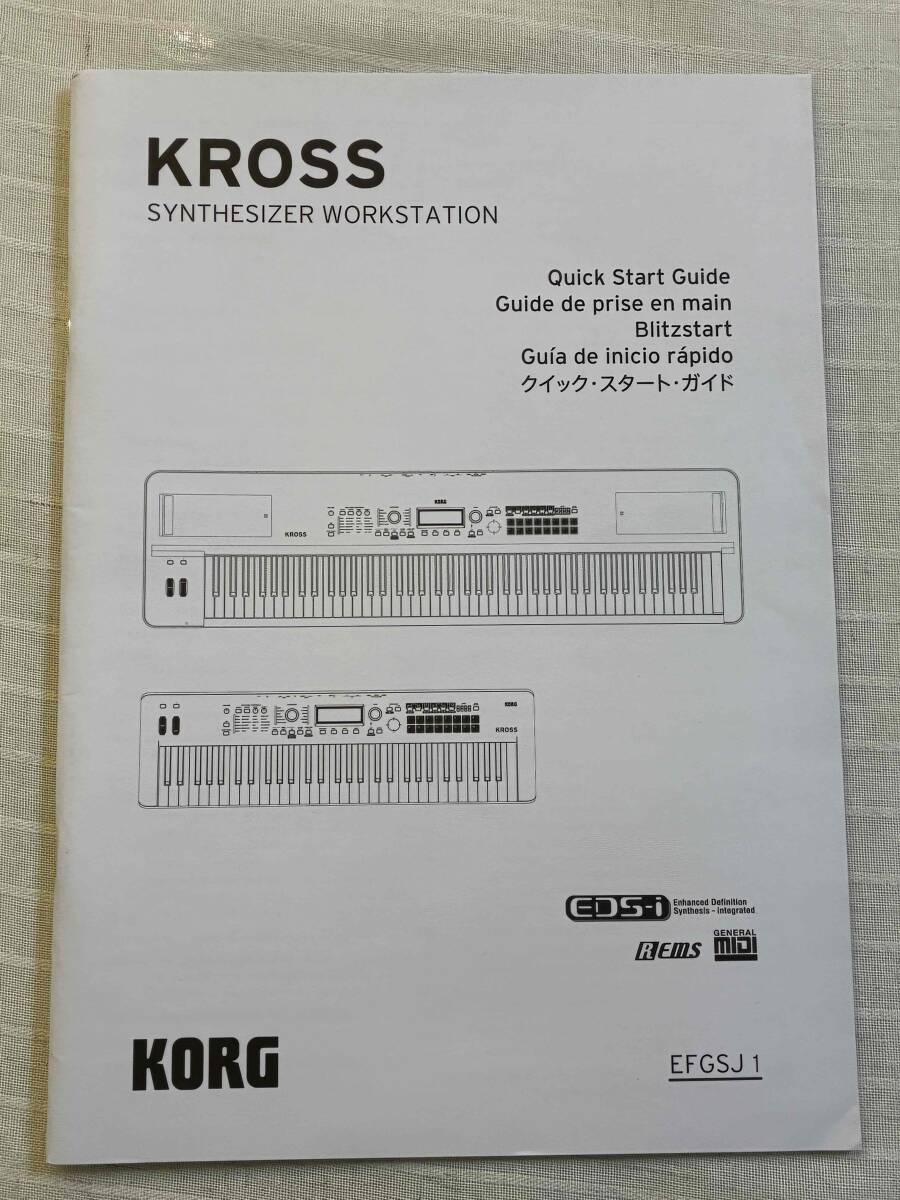 KROSS
SYNTHESIZER WORKSTATION
Quick Start Guide
Guide de prise en main
Blitzstart
Guía de inicio rápido
クイック・スタート・ガイド
KORG
KROSS
KORG
KROSS
EDS-i Enhanced Definition
Synthesis - integrated
REMS
GENERAL
MIDI
KORG
EFGSJ 1